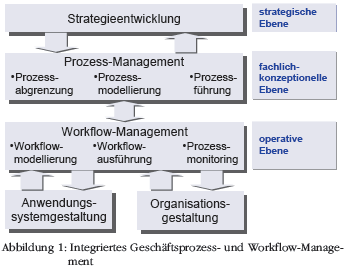 Strategieentwicklung
strategische
Ebene
Prozess-Management
•Prozess-
abgrenzung
•Prozess-
modellierung
•Prozess-
führung
fachlich-
konzeptionelle
Ebene
Workflow-Management
•Workflow-
modellierung
•Workflow-
ausführung
•Prozess-
monitoring
operative
Ebene
Anwendungs-
systemgestaltung
Organisations-
gestaltung
Abbildung 1: Integriertes Geschäftsprozess- und Workflow-Manage-
ment